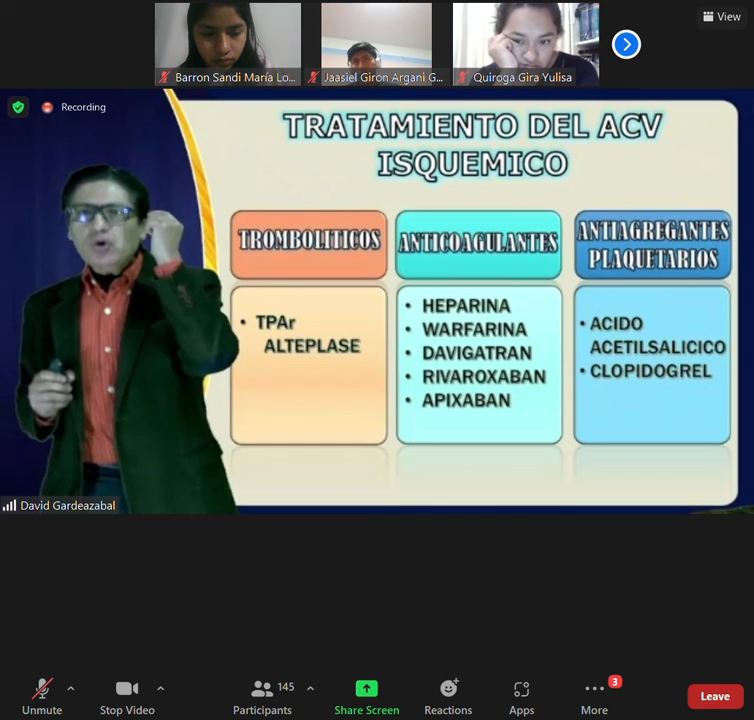 View
Barron Sandi María Lo...
Jaasiel Giron Argani G...
Quiroga Gira Yulisa
Recording
TRATAMIENTO DEL ACV
ISQUEMICO
TROMBOLITICOS
ANTICOAGULANTES
ANTIAGREGANTES
PLAQUETARIOS
• TPAr
ALTEPLASE
• HEPARINA
• WARFARINA
• DAVIGATRAN
• RIVAROXABAN
• APIXABAN
• ACIDO
ACETILSALICICO
• CLOPIDOGREL
David Gardeazabal
145
3
Unmute
Stop Video
Participants
Share Screen
Reactions
Apps
More
Leave